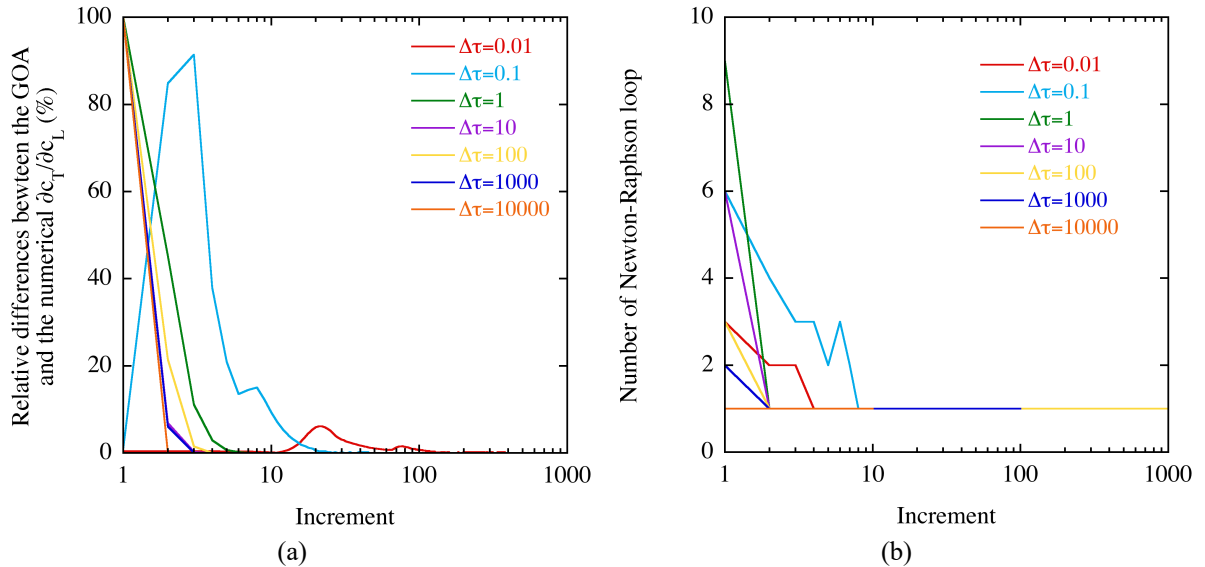 Relative differences bewteen the GOA
and the numerical ∂c_T/∂c_L (%)
100
80
60
40
20
0
Δτ=0.01
Δτ=0.1
Δτ=1
Δτ=10
Δτ=100
Δτ=1000
Δτ=10000
1
10
100
1000
Increment
(a)
Number of Newton-Raphson loop
10
8
6
4
2
0
Δτ=0.01
Δτ=0.1
Δτ=1
Δτ=10
Δτ=100
Δτ=1000
Δτ=10000
1
10
100
1000
Increment
(b)